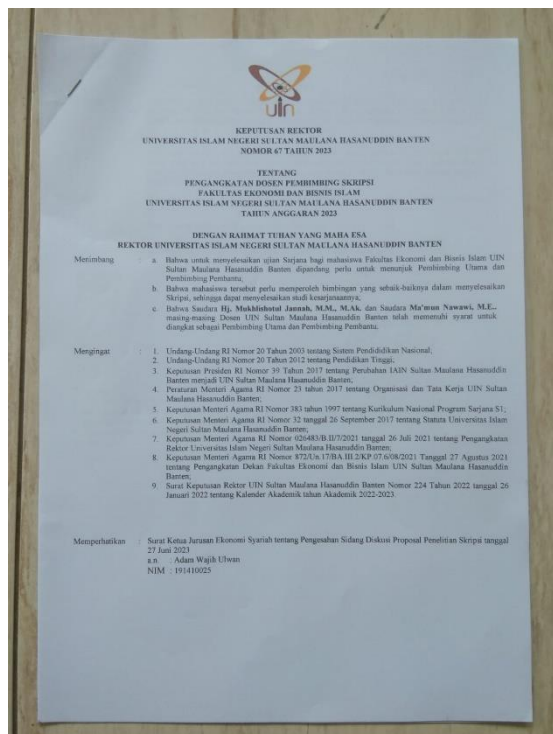 uin
KEPUTUSAN REKTOR
UNIVERSITAS ISLAM NEGERI SULTAN MAULANA HASANUDDIN BANTEN
NOMOR 67 TAHUN 2023
TENTANG
PENGANGKATAN DOSEN PEMBIMBING SKRIPSI
FAKULTAS EKONOMI DAN BISNIS ISLAM
UNIVERSITAS ISLAM NEGERI SULTAN MAULANA HASANUDDIN BANTEN
TAHUN ANGGARAN 2023
DENGAN RAHMAT TUHAN YANG MAHA ESA
REKTOR UNIVERSITAS ISLAM NEGERI SULTAN MAULANA HASANUDDIN BANTEN
Menimbang : a. Bahwa untuk menyelesaikan ujian Sarjana bagi mahasiswa Fakultas Ekonomi dan Bisnis Islam UIN
Sultan Maulana Hasanuddin Banten dipandang perlu untuk menunjuk Pembimbing Utama dan
Pembimbing Pembantu;
b. Bahwa mahasiswa tersebut perlu memperoleh bimbingan yang sebaik-baiknya dalam menyelesaikan
Skripsi, sehingga dapat menyelesaikan studi kesarjanaannya;
c. Bahwa Saudara Hj. Mukhlishotul Jannah, M.M., M.Ak. dan Saudara Ma'mun Nawawi, M.E.,
masing-masing Dosen UIN Sultan Maulana Hasanuddin Banten telah memenuhi syarat untuk
diangkat sebagai Pembimbing Utama dan Pembimbing Pembantu.
Mengingat : 1. Undang-Undang RI Nomor 20 Tahun 2003 tentang Sistem Pendididikan Nasional;
2. Undang-Undang RI Nomor 20 Tahun 2012 tentang Pendidikan Tinggi;
3. Keputusan Presiden RI Nomor 39 Tahun 2017 tentang Perubahan IAIN Sultan Maulana Hasanuddin
Banten menjadi UIN Sultan Maulana Hasanuddin Banten;
4. Peraturan Menteri Agama RI Nomor 23 tahun 2017 tentang Organisasi dan Tata Kerja UIN Sultan
Maulana Hasanuddin Banten;
5. Keputusan Menteri Agama RI Nomor 383 tahun 1997 tentang Kurikulum Nasional Program Sarjana S1;
6. Keputusan Menteri Agama RI Nomor 32 tanggal 26 September 2017 tentang Statuta Universitas Islam
Negeri Sultan Maulana Hasanuddin Banten;
7. Keputusan Menteri Agama RI Nomor 026483/B.II/7/2021 tanggal 26 Juli 2021 tentang Pengangkatan
Rektor Universitas Islam Negeri Hasanuddin Banten;
8. Keputusan Menteri Agama RI Nomor 872/Un.17/BA.III.2/KP.07.6/08/2021 Tanggal 27 Agustus 2021
tentang Pengangkatan Dekan Fakultas Ekonomi dan Bisnis Islam UIN Sultan Maulana Hasanuddin
Banten;
9. Surat Keputusan Rektor UIN Sultan Maulana Hasanuddin Banten Nomor 224 Tahun 2022 tanggal 26
Januari 2022 tentang Kalender Akademik tahun Akademik 2022-2023.
Memperhatikan : Surat Ketua Jurusan Ekonomi Syariah tentang Pengesahan Sidang Diskusi Proposal Penelitian Skripsi tanggal
27 Juni 2023
a.n : Adam Wajih Ulwan
NIM : 191410025